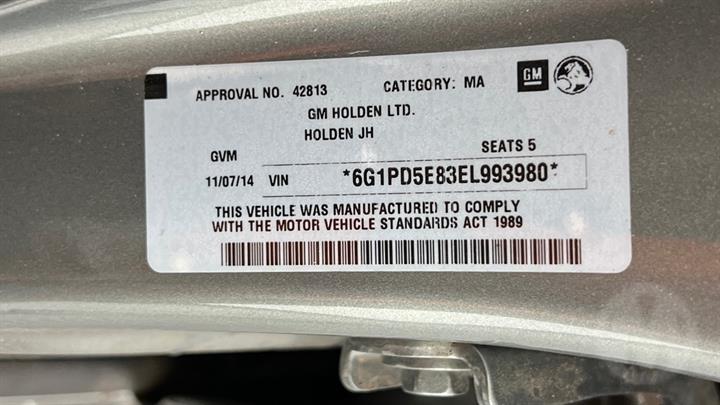 APPROVAL NO. 42813 CATEGORY: MA GM
GM HOLDEN LTD.
HOLDEN JH
SEATS 5
GVM
11/07/14 VIN *6G1PD5E83EL993980*
THIS VEHICLE WAS MANUFACTURED TO COMPLY
WITH THE MOTOR VEHICLE STANDARDS ACT 1989